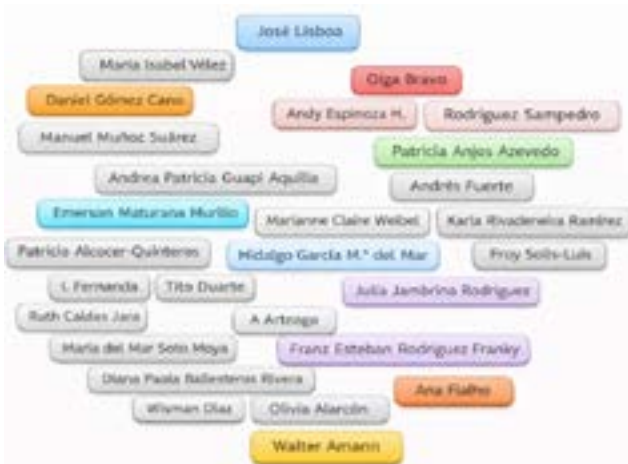 José Lisboa
María Isabel Vélez
Olga Bravo
Daniel Gómez Cano
Andy Espinoza H.
Rodríguez Sampedro
Manuel Muñoz Suárez
Patricia Anjos Azevedo
Andrea Patricia Guapi Aquilla
Andrés Fuerte
Emerson Maturana Murillo
Marianne Claire Weibel
Karla Rivadeneira Ramírez
Patricio Alcocer Quinteros
Hidalgo García M.ª del Mar
Froy Solis-Luis
I. Fernanda
Tito Duarte
Julia Jambrina Rodríguez
Ruth Caldes Jara
A Arteaga
María del Mar Soto Moya
Franz Esteban Rodríguez Franky
Diana Paola Ballesteros Rivera
Ana Fialho
Wisman Díaz
Olivia Alarcón
Walter Amann